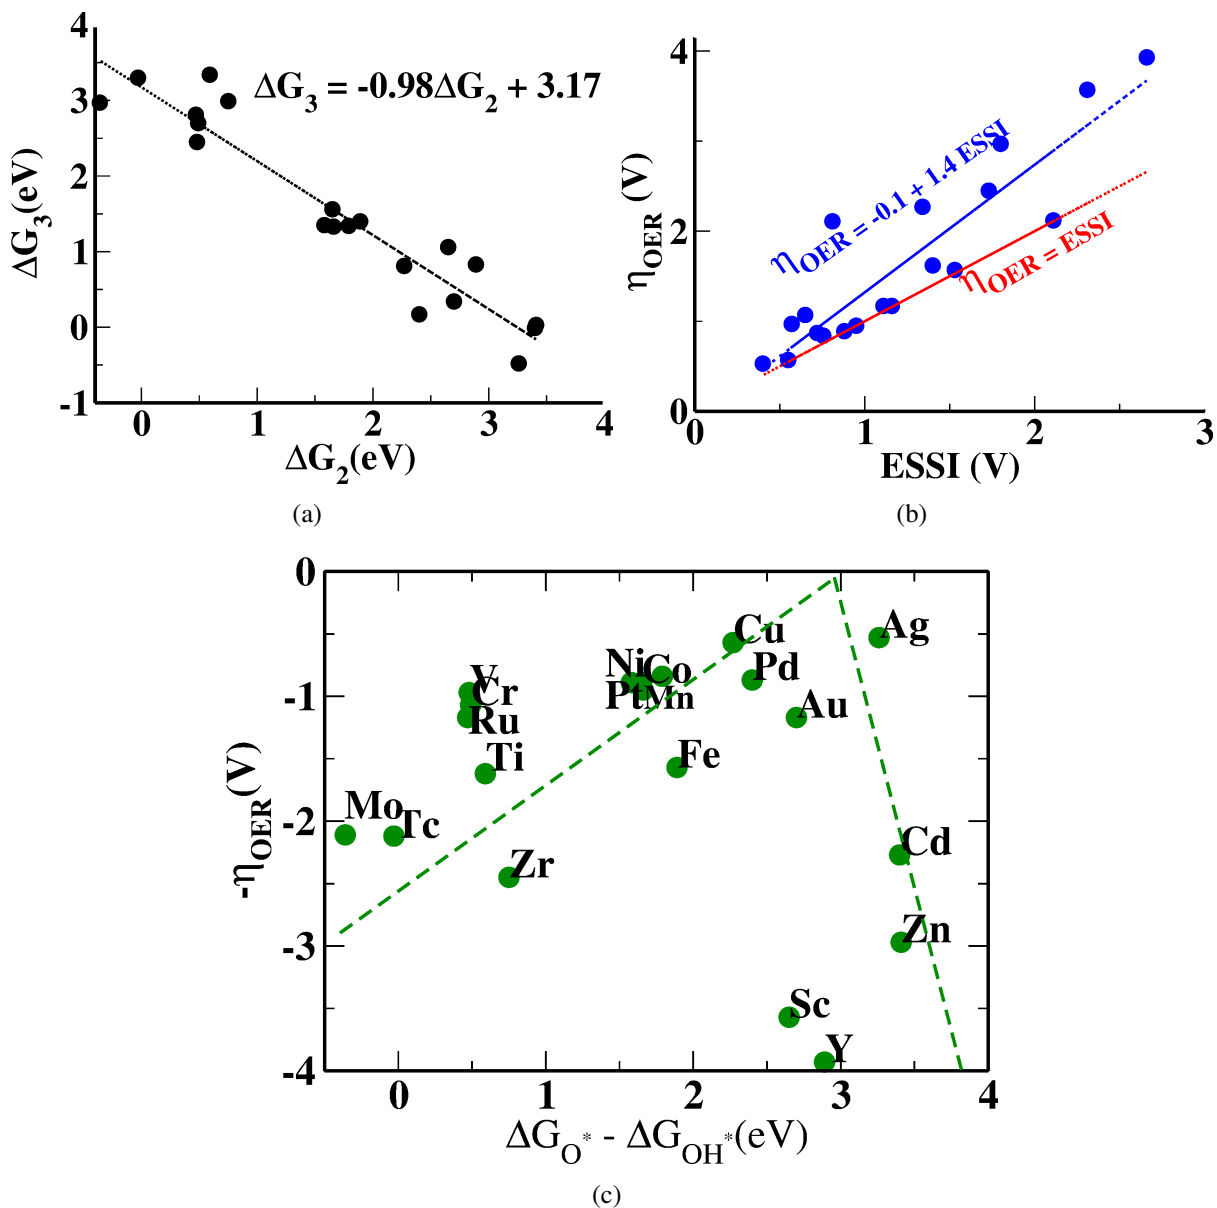 4
3
2
1
0
-1
ΔG3(eV)
ΔG3 = -0.98ΔG2 + 3.17
0 1 2 3 4
ΔG2(eV)
(a)
4
2
0
ηOER (V)
ηOER = -0.1 + 1.4 ESSI
ηOER = ESSI
0 1 2 3
ESSI (V)
(b)
0
-1
-2
-3
-4
-ηOER(V)
Cu
Ag
V
Ni
Co
Pd
Cr
Pt
Mn
Au
Ru
Ti
Fe
Mo
Tc
Cd
Zr
Zn
Sc
Y
0 1 2 3 4
ΔGO* - ΔGOH*(eV)
(c)